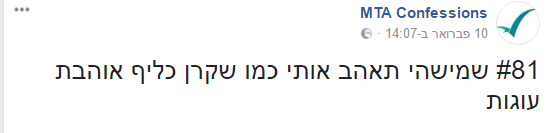 MTA Confessions
10 פברואר ב-14:07
#81 שמישהי תאהב אותי כמו שקרן כליף אוהבת
עוגות